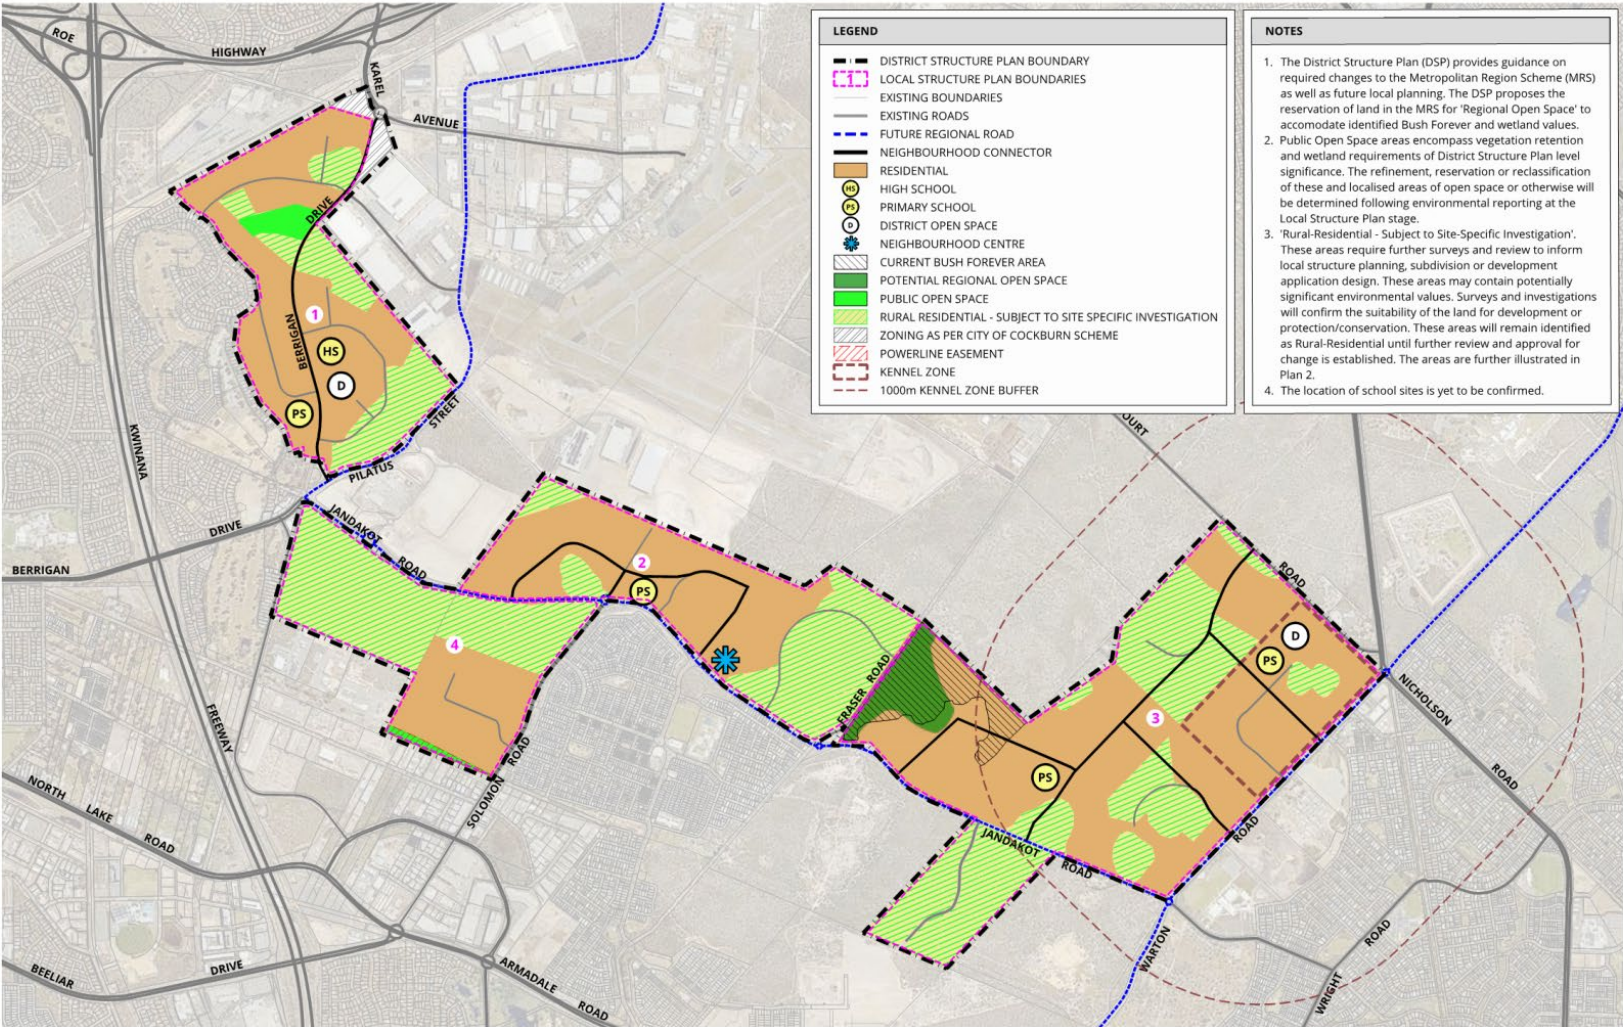 ROE
HIGHWAY
KAREL
AVENUE
DRIVE
1
BERRIGAN
HS
D
PS
STREET
PILATUS
KWINANA
JANDAKOT
ROAD
DRIVE
BERRIGAN
2
PS
4
FRASER ROAD
FREEWAY
SOLOMON ROAD
NORTH
LAKE
ROAD
BEELIAR
DRIVE
ARMADALE
ROAD
OURT
ROAD
D
PS
3
PS
NICHOLSON
ROAD
ROAD
JANDAKOT
ROAD
WARTON
ROAD
WRIGHT
LEGEND
DISTRICT STRUCTURE PLAN BOUNDARY
1 LOCAL STRUCTURE PLAN BOUNDARIES
EXISTING BOUNDARIES
EXISTING ROADS
FUTURE REGIONAL ROAD
NEIGHBOURHOOD CONNECTOR
RESIDENTIAL
HS HIGH SCHOOL
PS PRIMARY SCHOOL
D DISTRICT OPEN SPACE
NEIGHBOURHOOD CENTRE
CURRENT BUSH FOREVER AREA
POTENTIAL REGIONAL OPEN SPACE
PUBLIC OPEN SPACE
RURAL RESIDENTIAL - SUBJECT TO SITE SPECIFIC INVESTIGATION
ZONING AS PER CITY OF COCKBURN SCHEME
POWERLINE EASEMENT
KENNEL ZONE
1000m KENNEL ZONE BUFFER
NOTES
1. The District Structure Plan (DSP) provides guidance on
required changes to the Metropolitan Region Scheme (MRS)
as well as future local planning. The DSP proposes the
reservation of land in the MRS for 'Regional Open Space' to
accomodate identified Bush Forever and wetland values.
2. Public Open Space areas encompass vegetation retention
and wetland requirements of District Structure Plan level
significance. The refinement, reservation or reclassification
of these and localised areas of open space or otherwise will
be determined following environmental reporting at the
Local Structure Plan stage.
3. 'Rural-Residential - Subject to Site-Specific Investigation'.
These areas require further surveys and review to inform
local structure planning, subdivision or development
application design. These areas may contain potentially
significant environmental values. Surveys and investigations
will confirm the suitability of the land for development or
protection/conservation. These areas will remain identified
as Rural-Residential until further review and approval for
change is established. The areas are further illustrated in
Plan 2.
4. The location of school sites is yet to be confirmed.